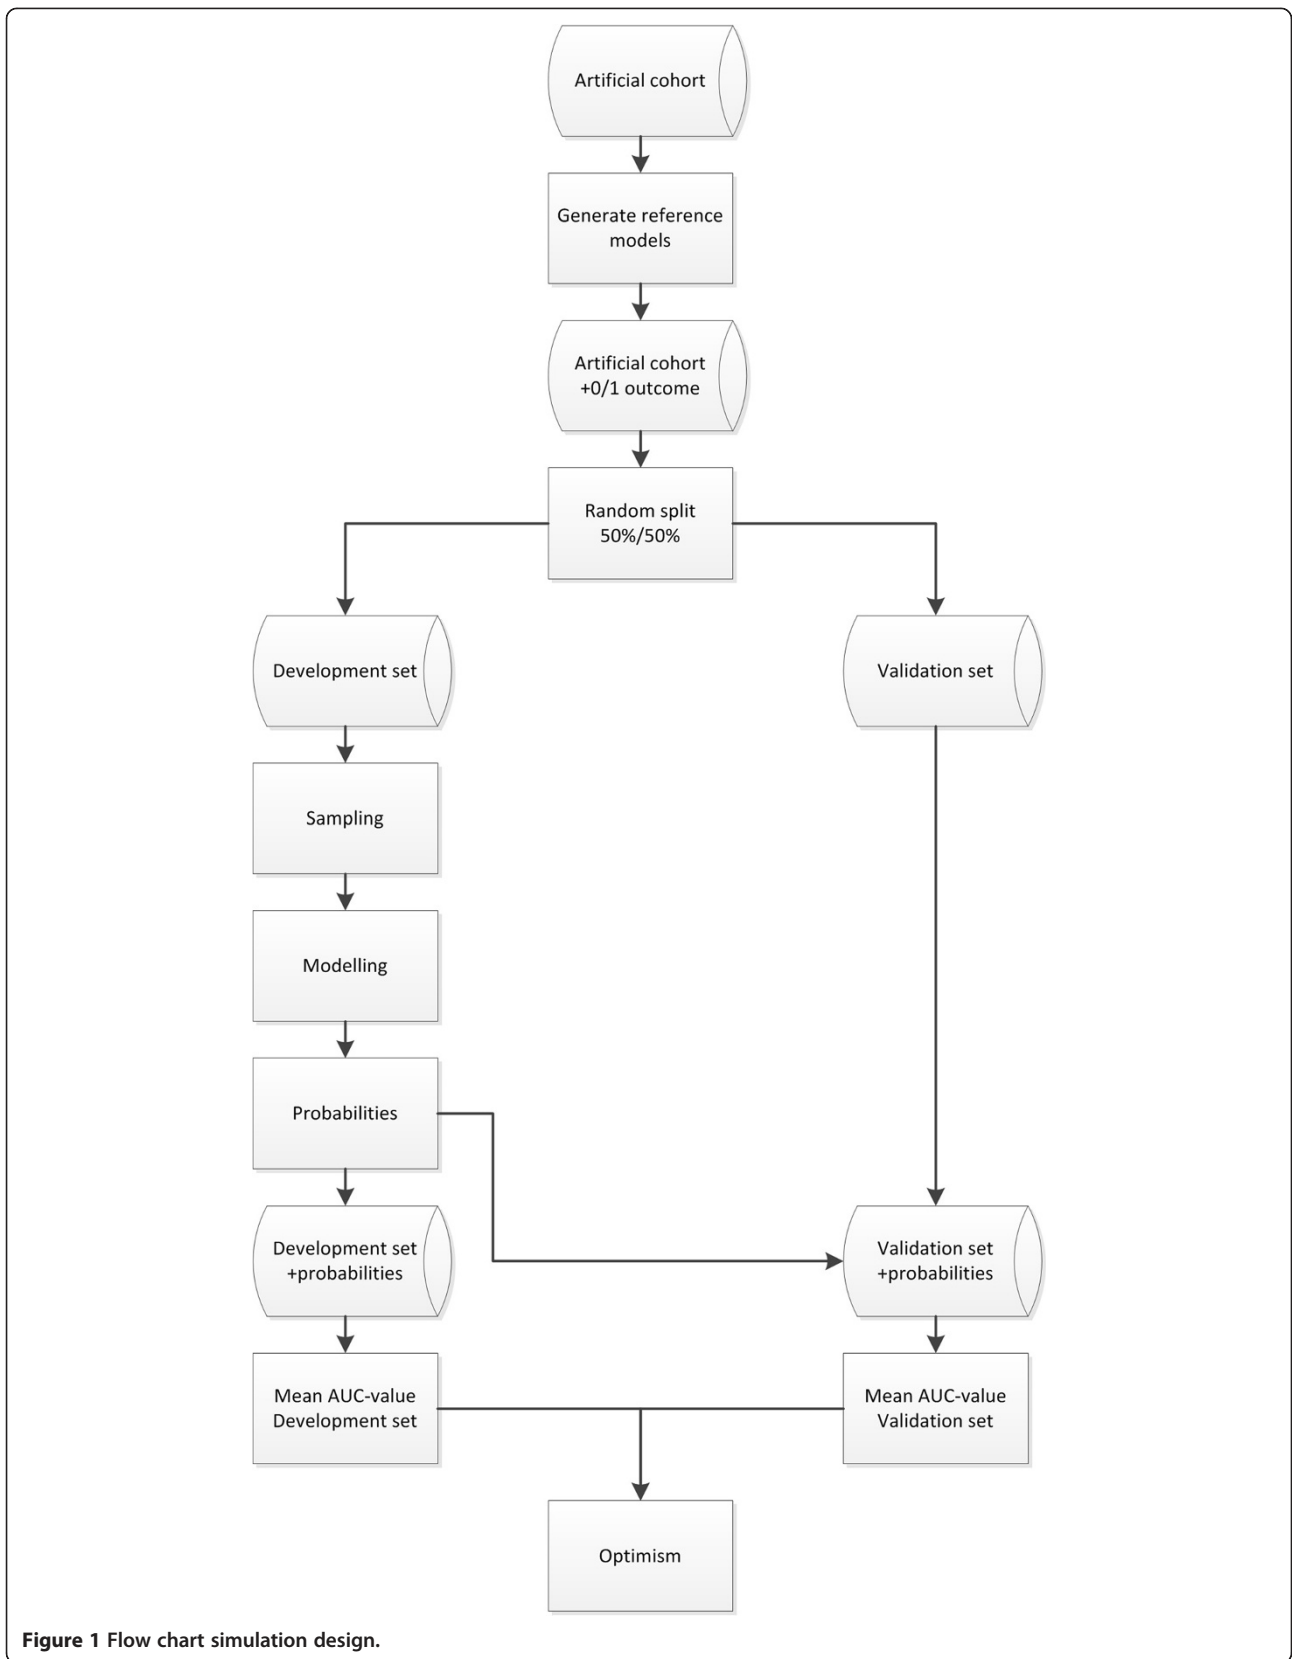 Artificial cohort
Generate reference
models
Artificial cohort
+0/1 outcome
Random split
50%/50%
Development set
Validation set
Sampling
Modelling
Probabilities
Development set
+probabilities
Validation set
+probabilities
Mean AUC-value
Development set
Mean AUC-value
Validation set
Optimism
Figure 1 Flow chart simulation design.